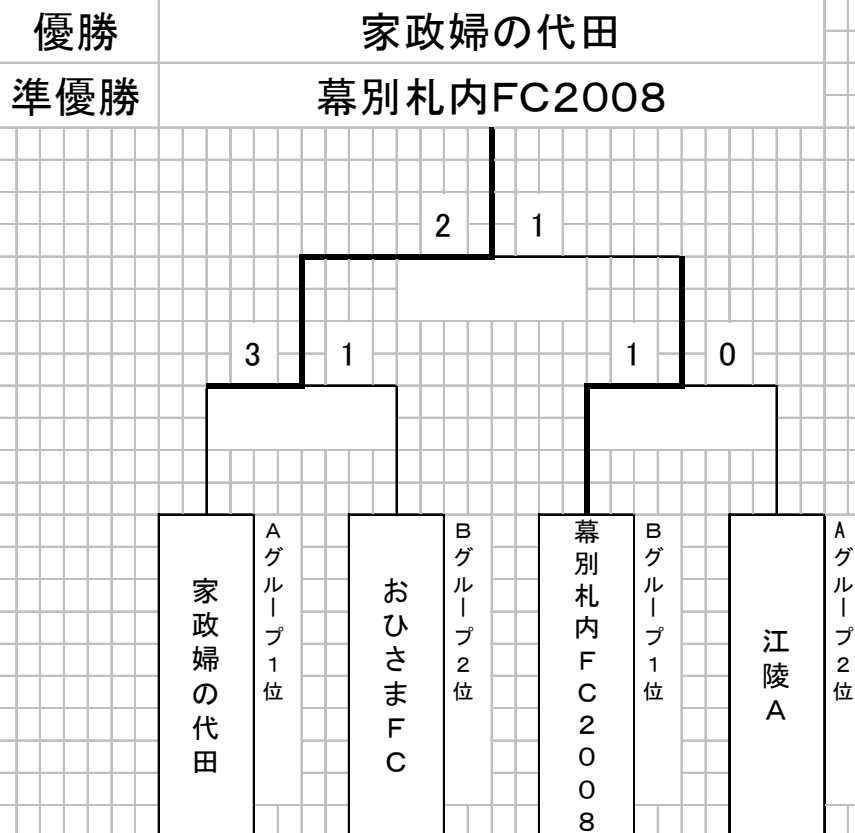 優勝 家政婦の代田
準優勝 幕別札内FC2008
2 1
3 1 1 0
家政婦の代田
Aグループ1位
おひさまFC
Bグループ2位
幕別札内FC2008
Bグループ1位
江陵A
Aグループ2位